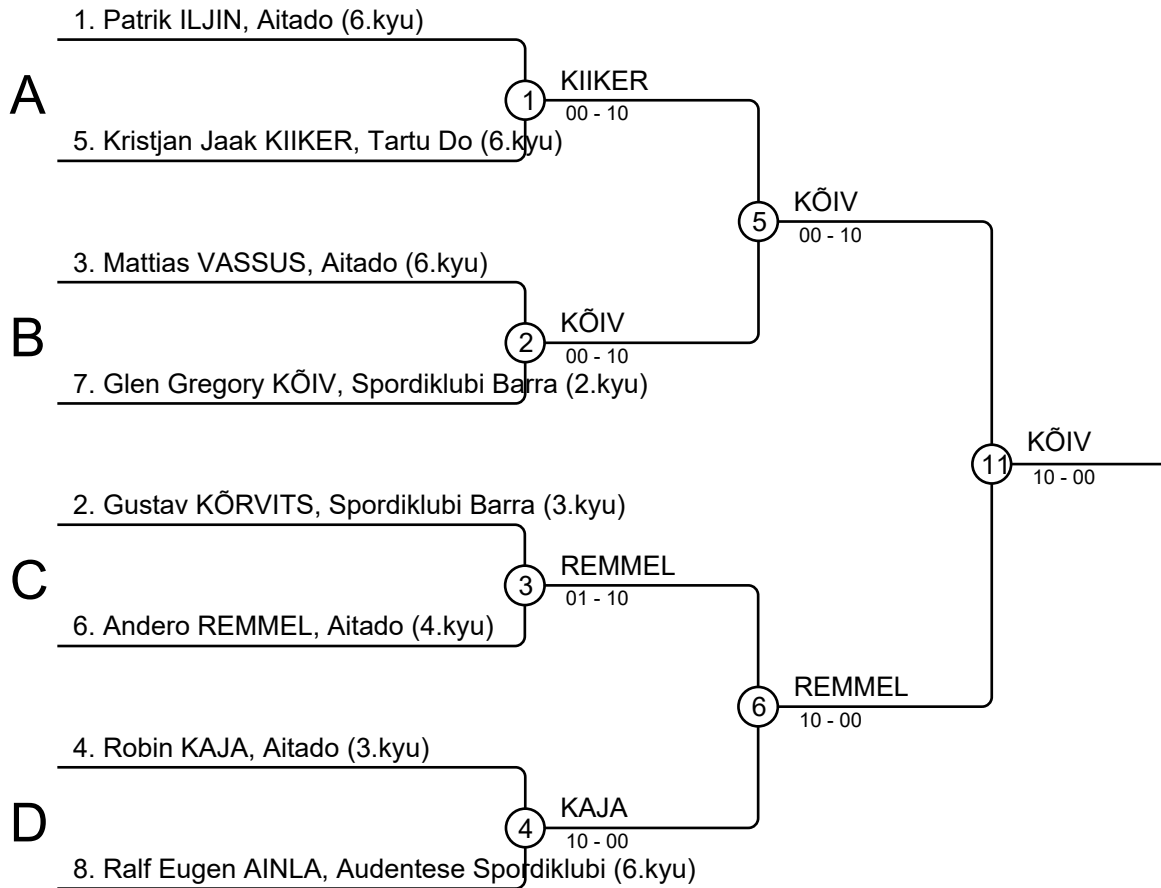 1. Patrik ILJIN, Aitado (6.kyu)
A
1
KIIKER
00 - 10
5. Kristjan Jaak KIIKER, Tartu Do (6.kyu)
5
KÕIV
00 - 10
3. Mattias VASSUS, Aitado (6.kyu)
B
2
KÕIV
00 - 10
7. Glen Gregory KÕIV, Spordiklubi Barra (2.kyu)
11
KÕIV
10 - 00
2. Gustav KÕRVITS, Spordiklubi Barra (3.kyu)
C
3
REMMEL
01 - 10
6. Andero REMMEL, Aitado (4.kyu)
6
REMMEL
10 - 00
4. Robin KAJA, Aitado (3.kyu)
D
4
KAJA
10 - 00
8. Ralf Eugen AINLA, Audentese Spordiklubi (6.kyu)